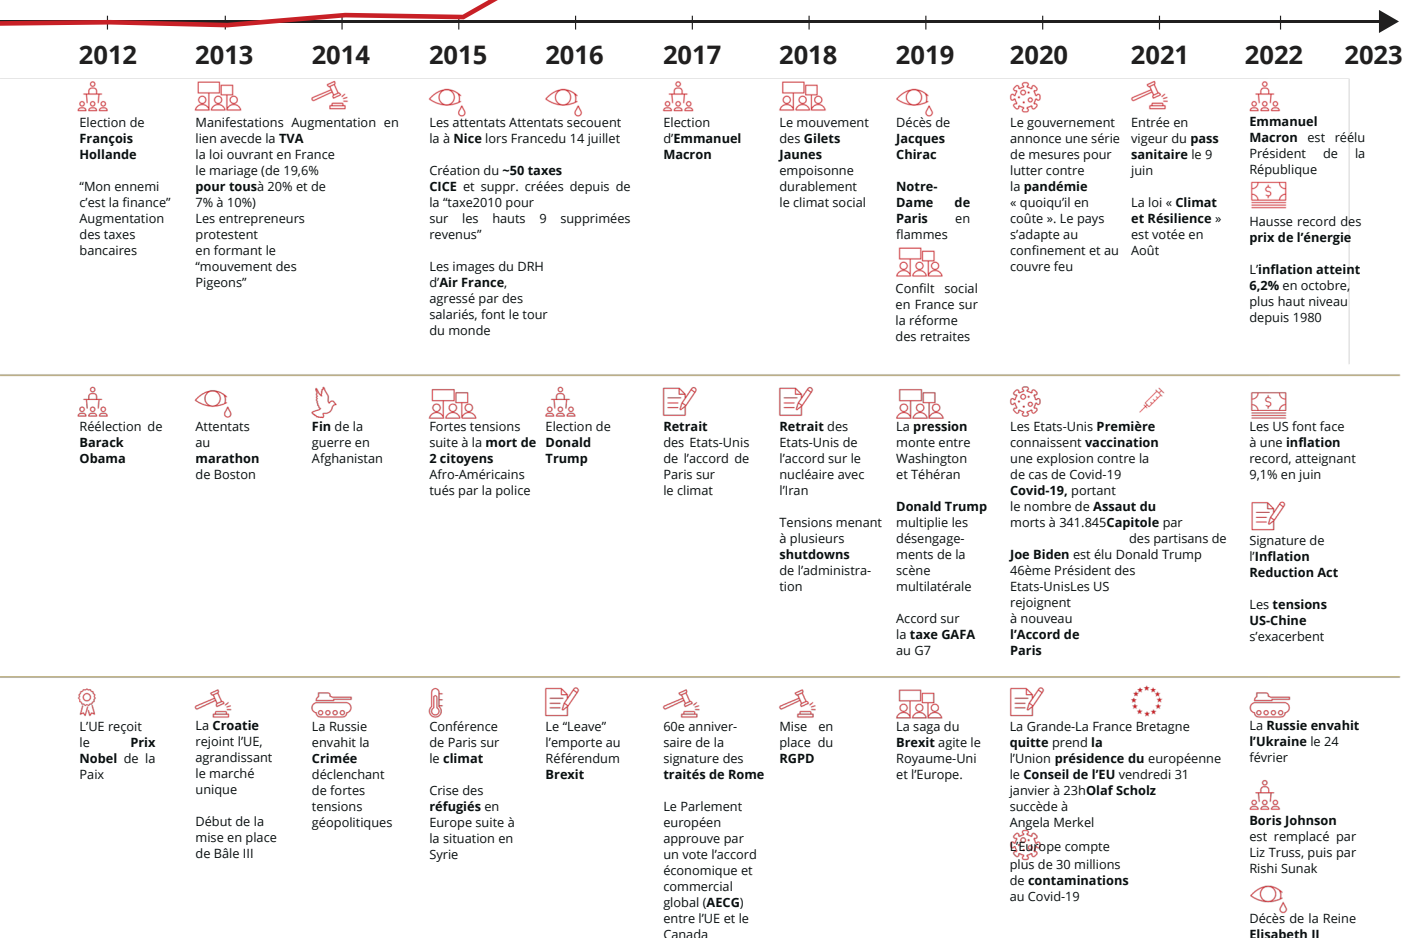 2012 2013 2014 2015 2016 2017 2018 2019 2020 2021 2022 2023
Election de
François
Hollande
“Mon ennemi
c’est la finance”
Augmentation
des taxes
bancaires
Manifestations Augmentation en
lien avecde la TVA
la loi ouvrant en France
le mariage (de 19,6%
pour tousà 20% et de
7% à 10%)
Les entrepreneurs
protestent
en formant le
“mouvement des
Pigeons”
Les attentats Attentats secouent
la à Nice lors Francedu 14 juillet
Création du ~50 taxes
CICE et suppr. créées depuis de
la “taxe2010 pour
sur les hauts 9 supprimées
revenus”
Les images du DRH
d’Air France,
agressé par des
salariés, font le tour
du monde
Election
d’Emmanuel
Macron
Le mouvement
des Gilets
Jaunes
empoisonne
durablement
le climat social
Décès de
Jacques
Chirac
Notre-
Dame de
Paris en
flammes
Confilt social
en France sur
la réforme
des retraites
Le gouvernement
annonce une série
de mesures pour
lutter contre
la pandémie
« quoiqu’il en
coûte ». Le pays
s’adapte au
confinement et au
couvre feu
Entrée en
vigueur du pass
sanitaire le 9
juin
La loi « Climat
et Résilience »
est votée en
Août
Emmanuel
Macron est réélu
Président de la
République
Hausse record des
prix de l’énergie
L’inflation atteint
6,2% en octobre,
plus haut niveau
depuis 1980
Réélection de
Barack
Obama
Attentats
au
marathon
de Boston
Fin de la
guerre en
Afghanistan
Fortes tensions
suite à la mort de
2 citoyens
Afro-Américains
tués par la police
Election de
Donald
Trump
Retrait
des Etats-Unis
de l’accord de
Paris sur
le climat
Retrait des
Etats-Unis de
l’accord sur le
nucléaire avec
l’Iran
Tensions menant
à plusieurs
shutdowns
de l’administra-
tion
La pression
monte entre
Washington
et Téhéran
Donald Trump
multiplie les
désengage-
ments de la
scène
multilatérale
Accord sur
la taxe GAFA
au G7
Les Etats-Unis Première
connaissent vaccination
une explosion contre la
de cas de Covid-19
Covid-19, portant
le nombre de Assaut du
morts à 341.845Capitole par
des partisans de
Joe Biden est élu Donald Trump
46ème Président des
Etats-UnisLes US
rejoignent
à nouveau
l’Accord de
Paris
Les US font face
à une inflation
record, atteignant
9,1% en juin
Signature de
l’Inflation
Reduction Act
Les tensions
US-Chine
s’exacerbent
L’UE reçoit
le Prix
Nobel de la
Paix
La Croatie
rejoint l’UE,
agrandissant
le marché
unique
Début de la
mise en place
de Bâle III
La Russie
envahit la
Crimée
déclenchant
de fortes
tensions
géopolitiques
Conférence
de Paris sur
le climat
Crise des
réfugiés en
Europe suite à
la situation en
Syrie
Le “Leave”
l’emporte au
Référendum
Brexit
60e anniver-
saire de la
signature des
traités de Rome
Le Parlement
européen
approuve par
un vote l’accord
économique et
commercial
global (AECG)
entre l’UE et le
Canada
Mise en
place du
RGPD
La saga du
Brexit agite le
Royaume-Uni
et l’Europe.
La Grande-La France Bretagne
quitte prend la
l’Union présidence du européenne
le Conseil de l’EU vendredi 31
janvier à 23hOlaf Scholz
succède à
Angela Merkel
L’Europe compte
plus de 30 millions
de contaminations
au Covid-19
La Russie envahit
l’Ukraine le 24
février
Boris Johnson
est remplacé par
Liz Truss, puis par
Rishi Sunak
Décès de la Reine
Elisabeth II